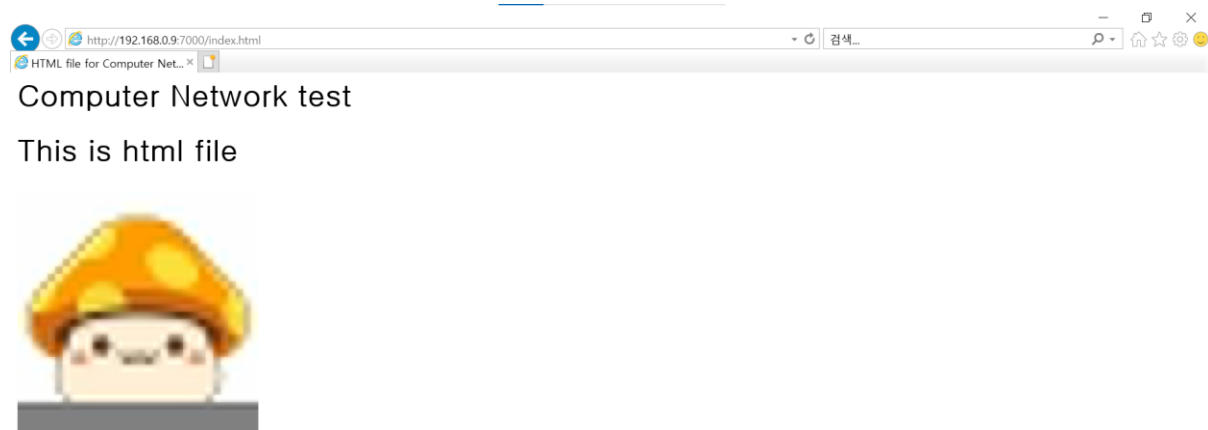 http://192.168.0.9:7000/index.html
검색...
HTML file for Computer Net...
Computer Network test
This is html file